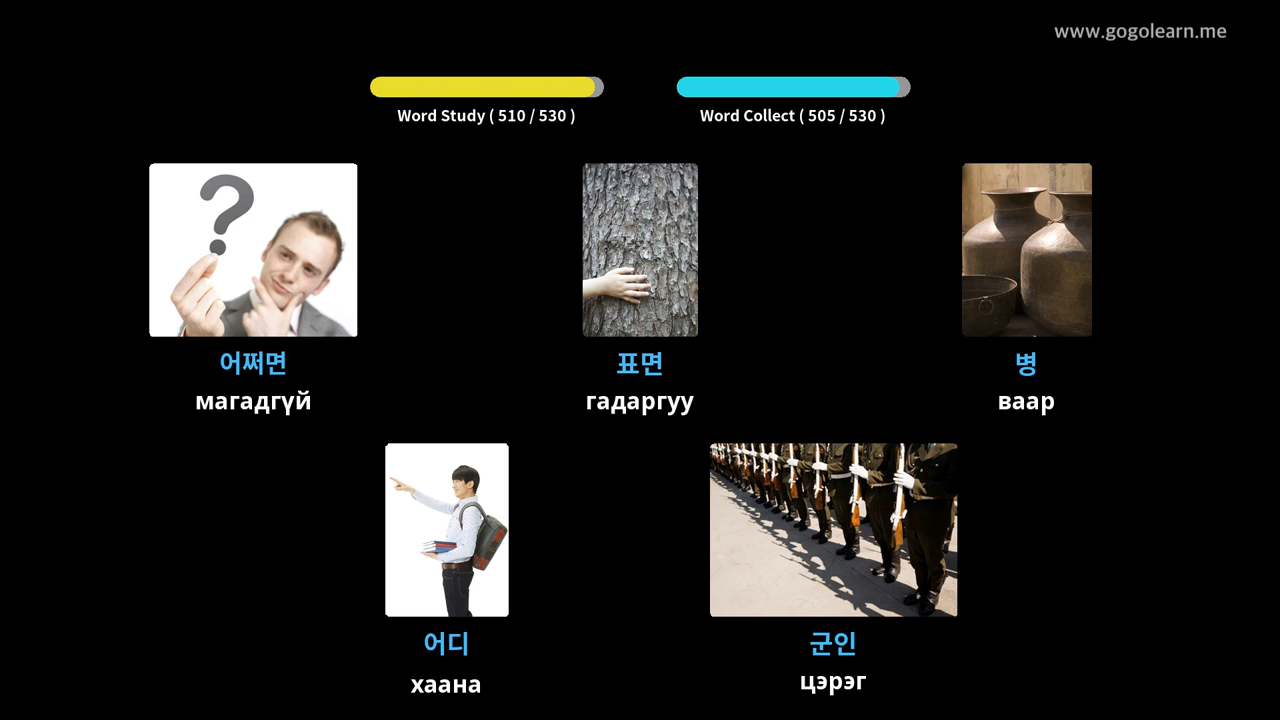 www.gogolearn.me
Word Study ( 510 / 530 )
Word Collect ( 505 / 530 )
어쩌면
магадгүй
표면
гадаргуу
병
ваар
어디
хаана
군인
цэрэг